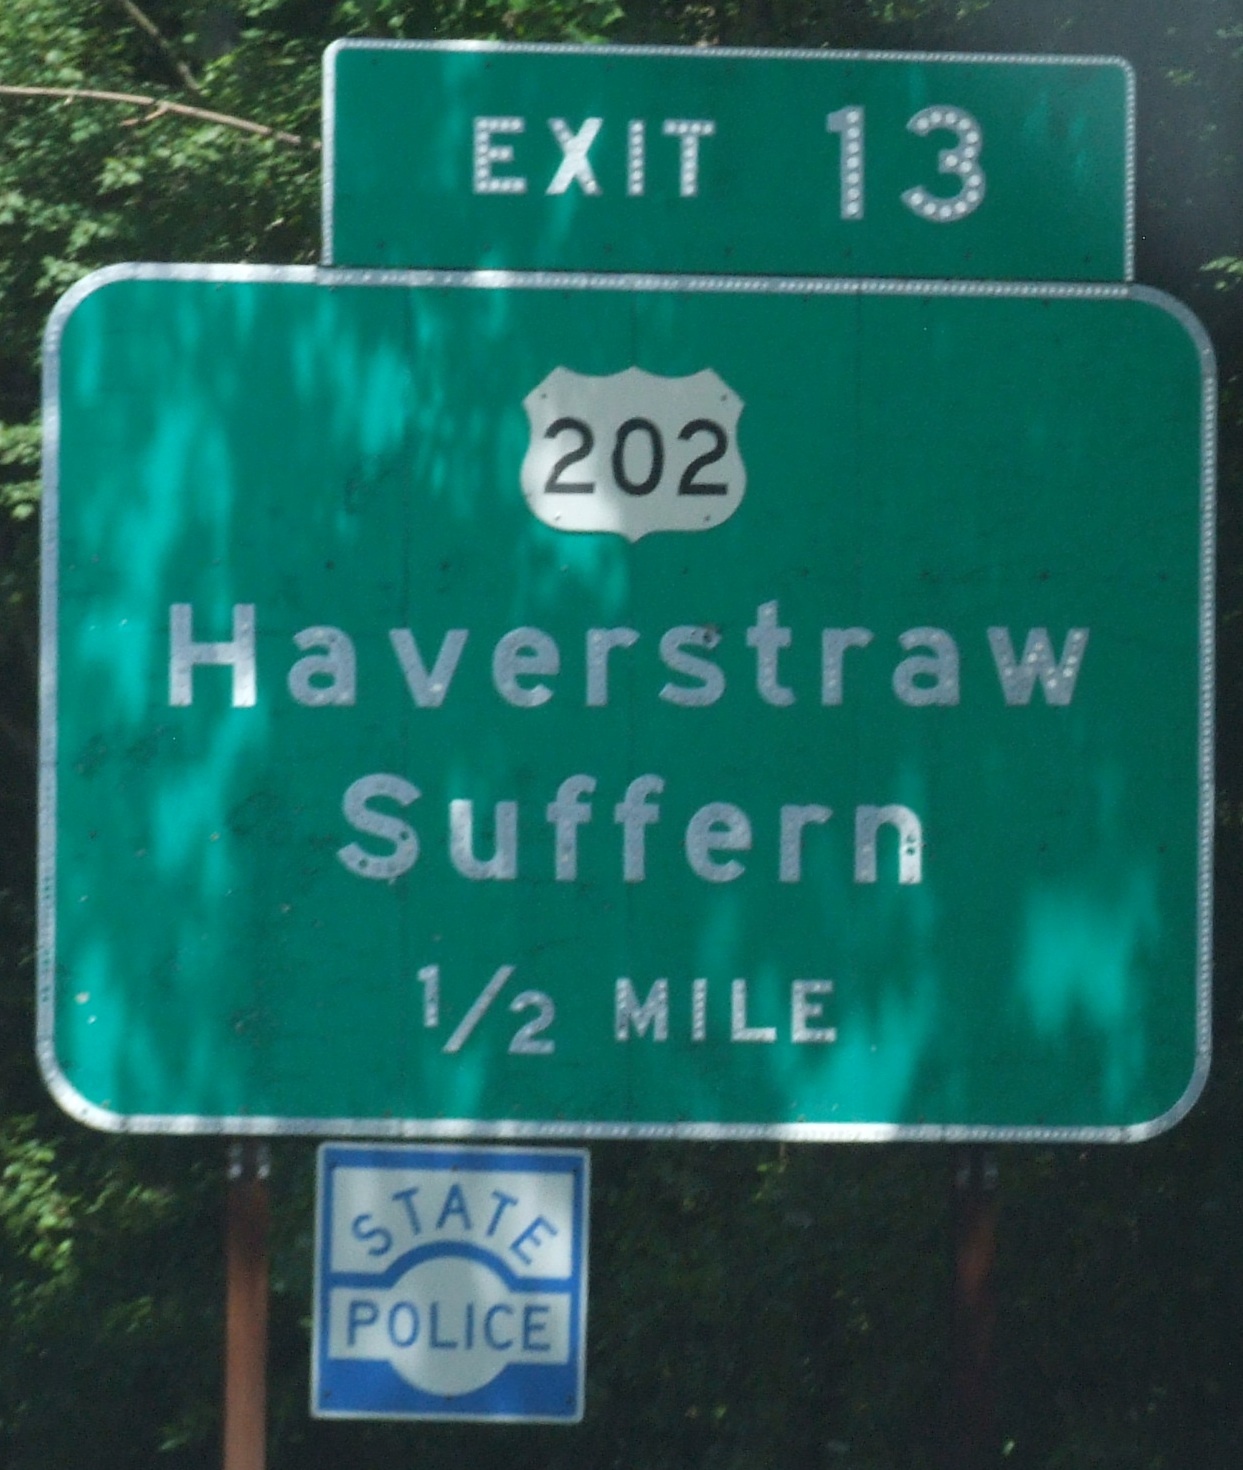 EXIT 13
202
Haverstraw
Suffern
1/2 MILE
STATE
POLICE